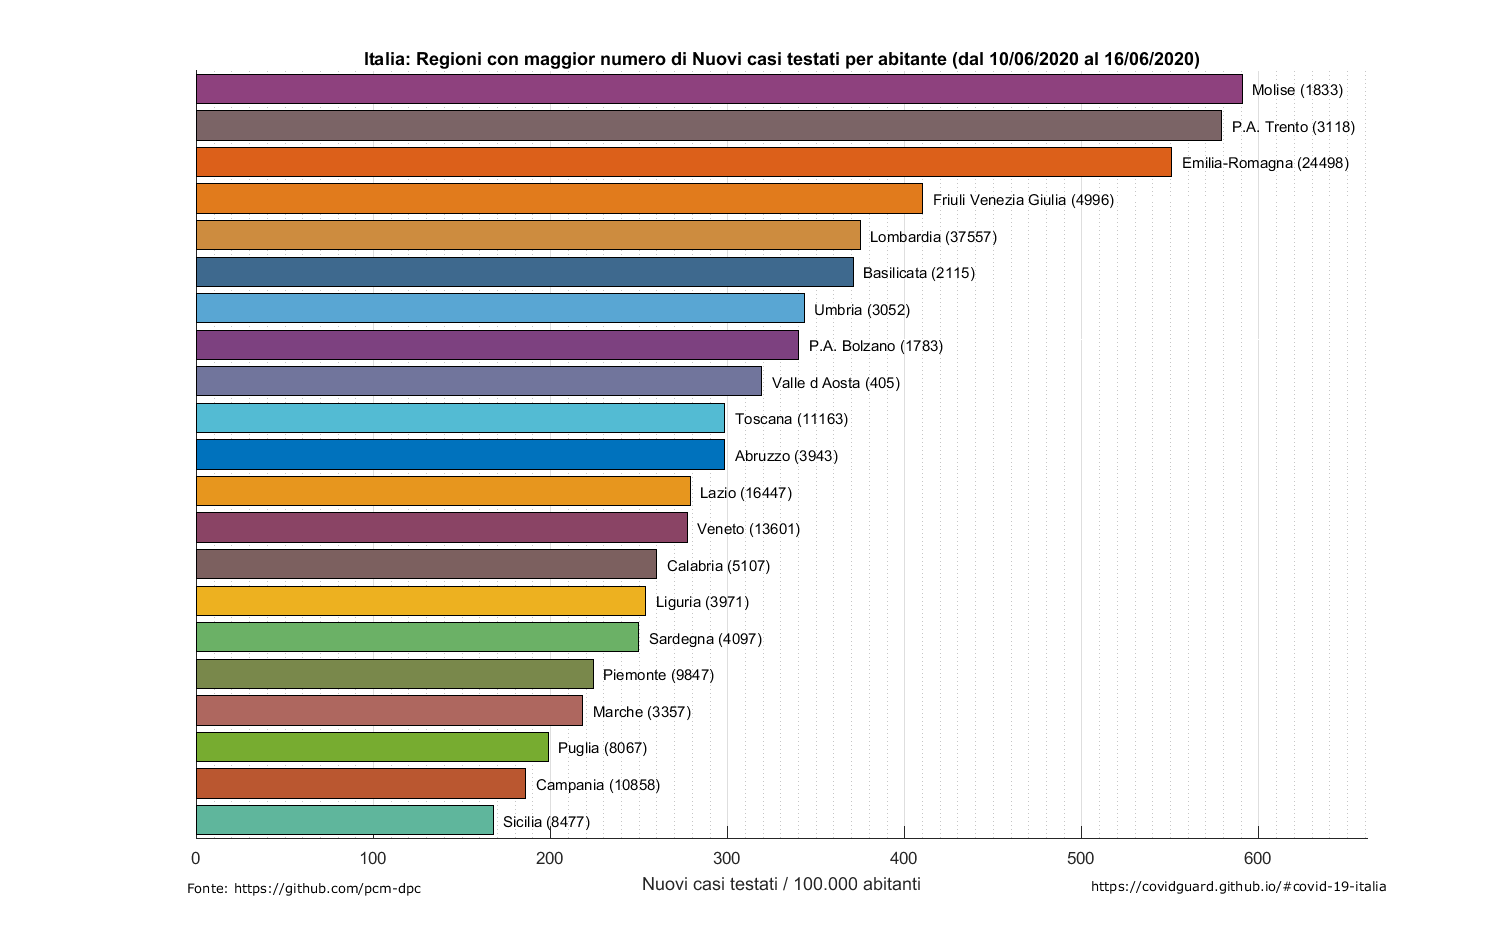 Italia: Regioni con maggior numero di Nuovi casi testati per abitante (dal 10/06/2020 al 16/06/2020)
Molise (1833)
P.A. Trento (3118)
Emilia-Romagna (24498)
Friuli Venezia Giulia (4996)
Lombardia (37557)
Basilicata (2115)
Umbria (3052)
P.A. Bolzano (1783)
Valle d Aosta (405)
Toscana (11163)
Abruzzo (3943)
Lazio (16447)
Veneto (13601)
Calabria (5107)
Liguria (3971)
Sardegna (4097)
Piemonte (9847)
Marche (3357)
Puglia (8067)
Campania (10858)
Sicilia (8477)
0 100 200 300 400 500 600
Nuovi casi testati / 100.000 abitanti
Fonte: https://github.com/pcm-dpc
https://covidguard.github.io/#covid-19-italia